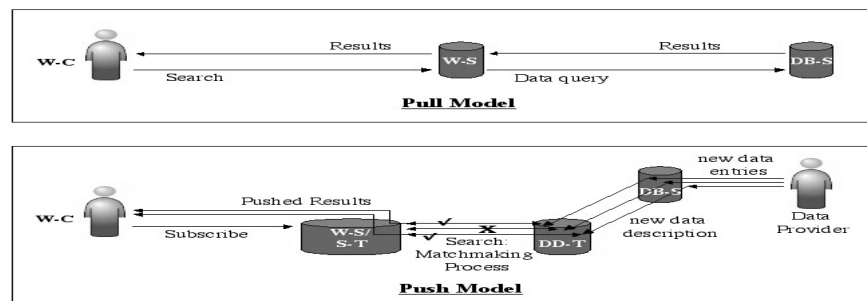 Results
Results
W-C
W-S
DB-S
Search
Data query
Pull Model
new data
entries
DB-S
Pushed Results
W-C
Data
Provider
Subscribe
W-S/
S-T
✓
X
✓
Search:
Matchmaking
Process
DD-T
new data
description
Push Model